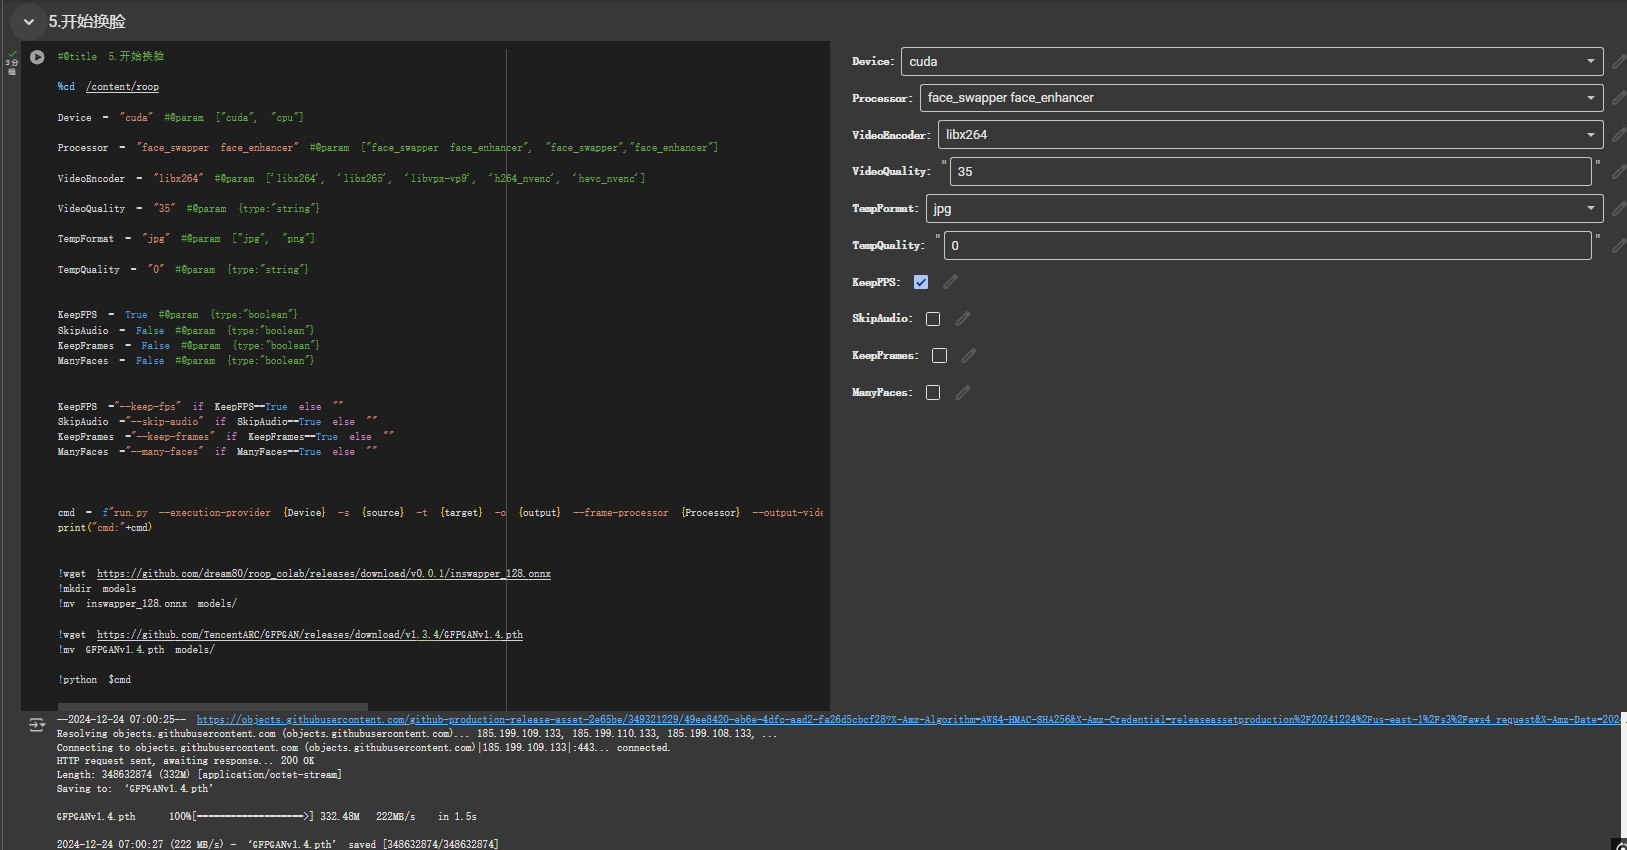 5.开始换脸
3分
#@title 5.开始换脸
%cd /content/roop
Device = "cuda" #@param ["cuda", "cpu"]
Processor = "face_swapper face_enhancer" #@param ["face_swapper face_enhancer", "face_swapper","face_enhancer"]
VideoEncoder = "libx264" #@param ['libx264', 'libx265', 'libvpx-vp9', 'h264_nvenc', 'hevc_nvenc']
VideoQuality = "35" #@param {type:"string"}
TempFormat = "jpg" #@param ["jpg", "png"]
TempQuality = "0" #@param {type:"string"}
KeepFPS = True #@param {type:"boolean"}
SkipAudio = False #@param {type:"boolean"}
KeepFrames = False #@param {type:"boolean"}
ManyFaces = False #@param {type:"boolean"}
KeepFPS ="--keep-fps" if KeepFPS==True else ""
SkipAudio ="--skip-audio" if SkipAudio==True else ""
KeepFrames ="--keep-frames" if KeepFrames==True else ""
ManyFaces ="--many-faces" if ManyFaces==True else ""
cmd = f"run.py --execution-provider {Device} -s {source} -t {target} -o {output} --frame-processor {Processor} --output-vide
print("cmd:"+cmd)
!wget https://github.com/dream80/roop_colab/releases/download/v0.0.1/inswapper_128.onnx
!mkdir models
!mv inswapper_128.onnx models/
!wget https://github.com/TencentARC/GFPGAN/releases/download/v1.3.4/GFPGANv1.4.pth
!mv GFPGANv1.4.pth models/
!python $cmd
Device: cuda
Processor: face_swapper face_enhancer
VideoEncoder: libx264
VideoQuality: " 35 "
TempFormat: jpg
TempQuality: " 0 "
KeepFPS:
SkipAudio:
KeepFrames:
ManyFaces:
--2024-12-24 07:00:25-- https://objects.githubusercontent.com/github-production-release-asset-2e65be/349321229/49ee8420-eb6e-4dfc-aad2-fa26d5cbcf28?X-Amz-Algorithm=AWS4-HMAC-SHA256&X-Amz-Credential=releaseassetproduction%2F20241224%2Fus-east-1%2Fs3%2Faws4_request&X-Amz-Date=202
Resolving objects.githubusercontent.com (objects.githubusercontent.com)... 185.199.109.133, 185.199.110.133, 185.199.108.133, ...
Connecting to objects.githubusercontent.com (objects.githubusercontent.com)|185.199.109.133|:443... connected.
HTTP request sent, awaiting response... 200 OK
Length: 348632874 (332M) [application/octet-stream]
Saving to: ‘GFPGANv1.4.pth’
GFPGANv1.4.pth 100%[===================>] 332.48M 222MB/s in 1.5s
2024-12-24 07:00:27 (222 MB/s) - ‘GFPGANv1.4.pth’ saved [348632874/348632874]